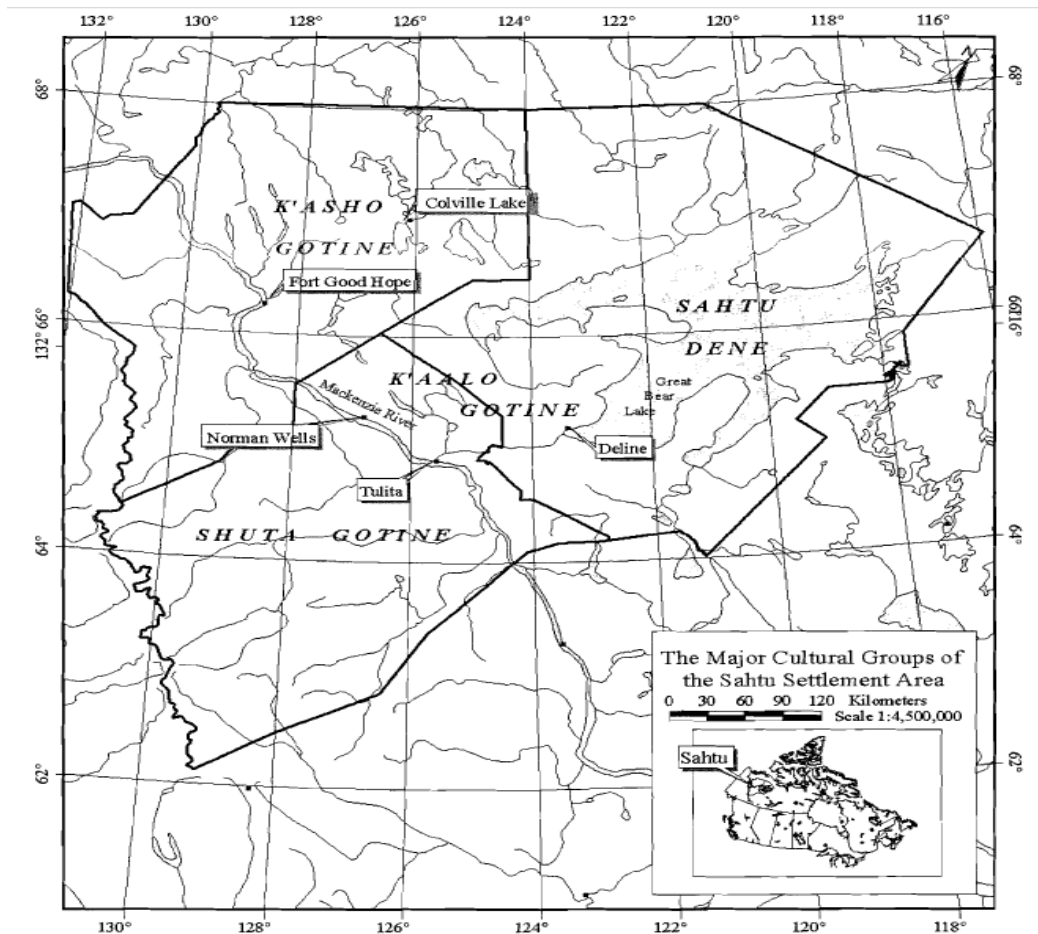 132° 130° 128° 126° 124° 122° 120° 118° 116°
68°
68°
K'ASHO
GOTINE
Colville Lake
Fort Good Hope
SAHTU
DENE
66°
132°
116°
K'AALO
GOTINE
Mackenzie River
Great
Bear
Lake
Norman Wells
Deline
Tulita
SHUTA GOTINE
64°
64°
The Major Cultural Groups of
the Sahtu Settlement Area
0 30 60 90 120 Kilometers
Scale 1:4,500,000
Sahtu
62°
62°
130° 128° 126° 124° 122° 120° 118°